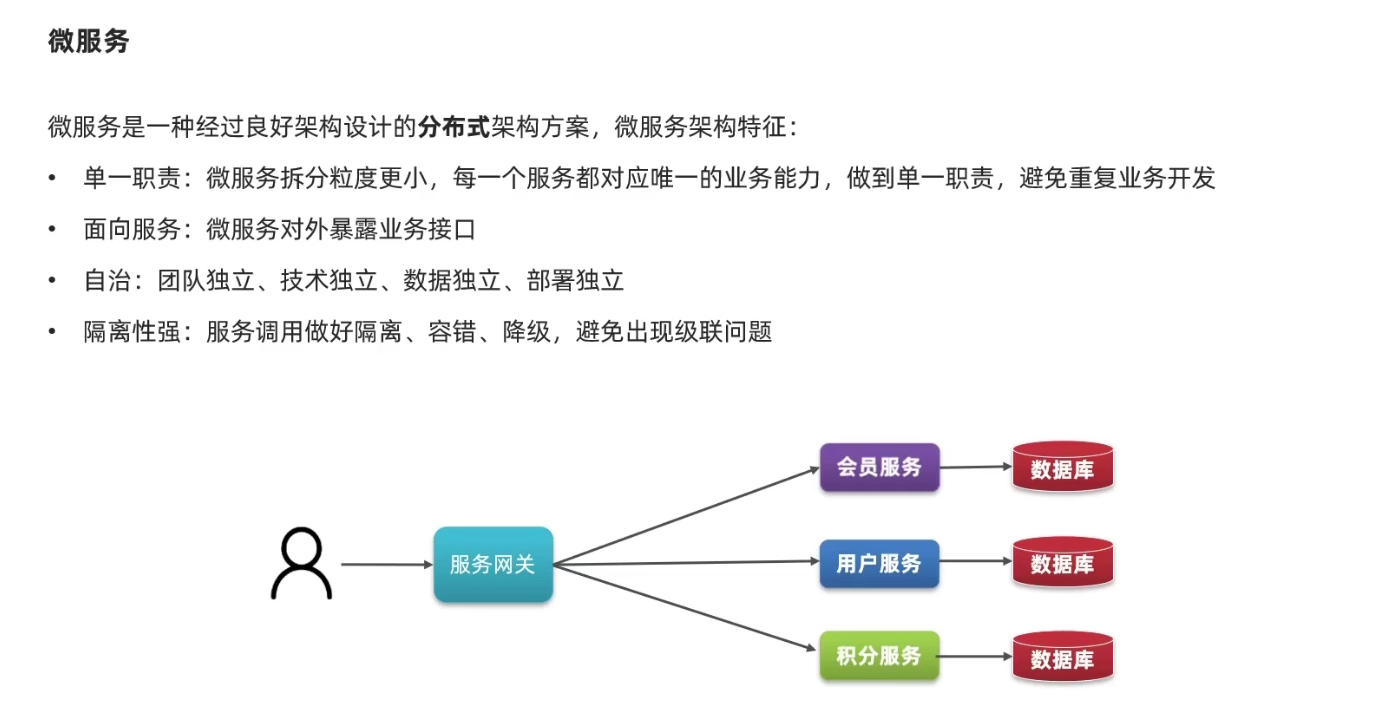 微服务
微服务是一种经过良好架构设计的分布式架构方案，微服务架构特征：
• 单一职责：微服务拆分粒度更小，每一个服务都对应唯一的业务能力，做到单一职责，避免重复业务开发
• 面向服务：微服务对外暴露业务接口
• 自治：团队独立、技术独立、数据独立、部署独立
• 隔离性强：服务调用做好隔离、容错、降级，避免出现级联问题
会员服务
数据库
服务网关
用户服务
数据库
积分服务
数据库